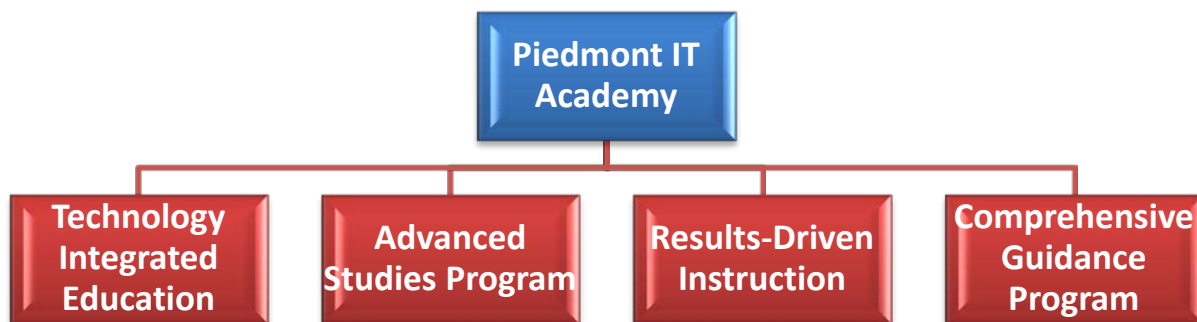 Piedmont IT
Academy
Technology
Integrated
Education
Advanced
Studies Program
Results-Driven
Instruction
Comprehensive
Guidance
Program